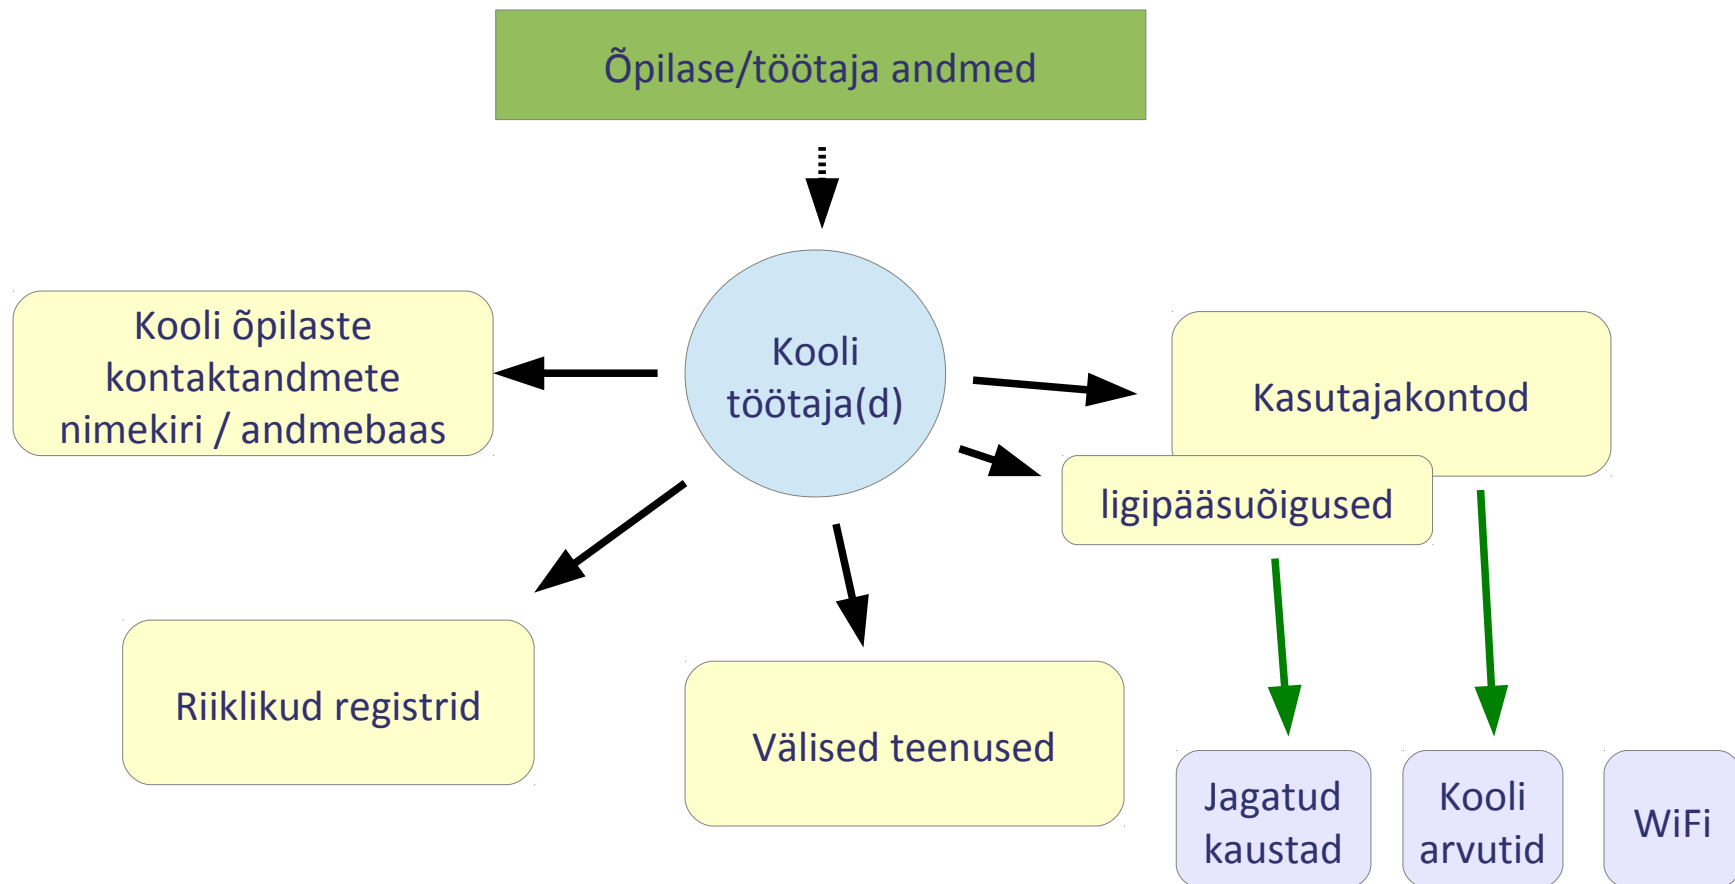 Õpilase/töötaja andmed
Kooli õpilaste
kontaktandmete
nimekiri / andmebaas
Kooli
töötaja(d)
Kasutajakontod
ligipääsuõigused
Riiklikud registrid
Välised teenused
Jagatud
kaustad
Kooli
arvutid
WiFi